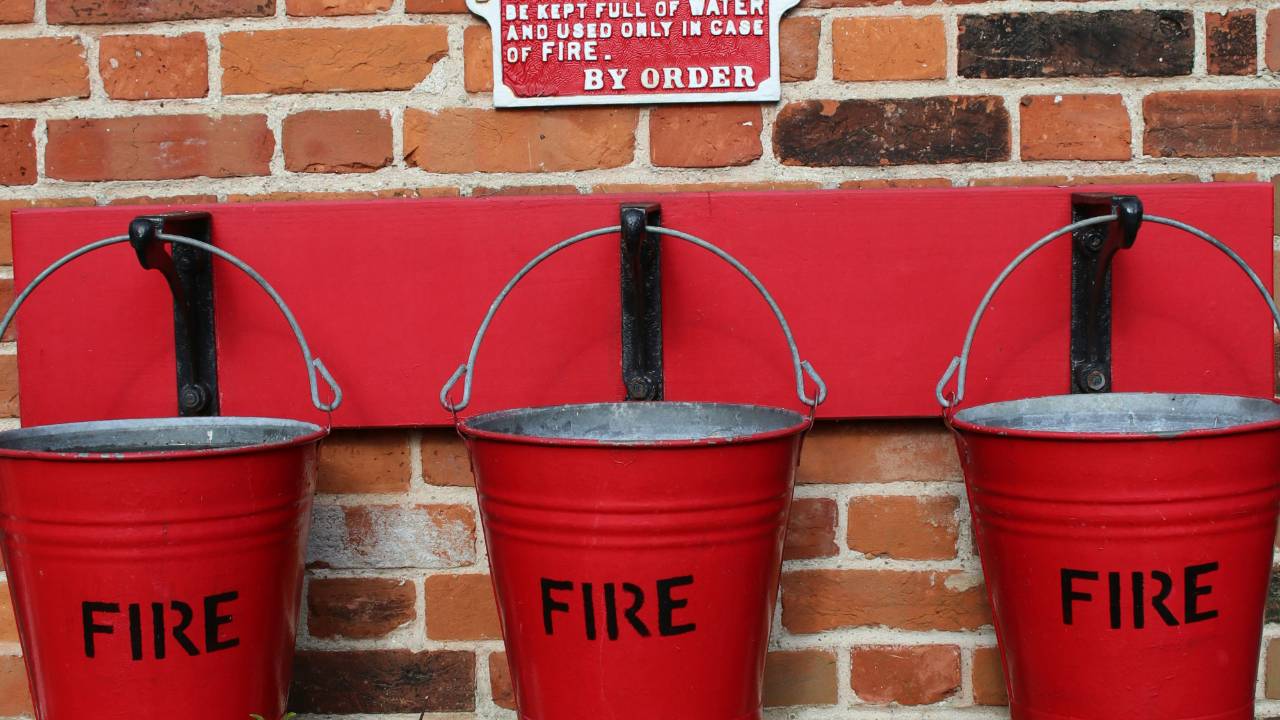 BE KEPT FULL OF WATER
AND USED ONLY IN CASE
OF FIRE.
BY ORDER
FIRE
FIRE
FIRE